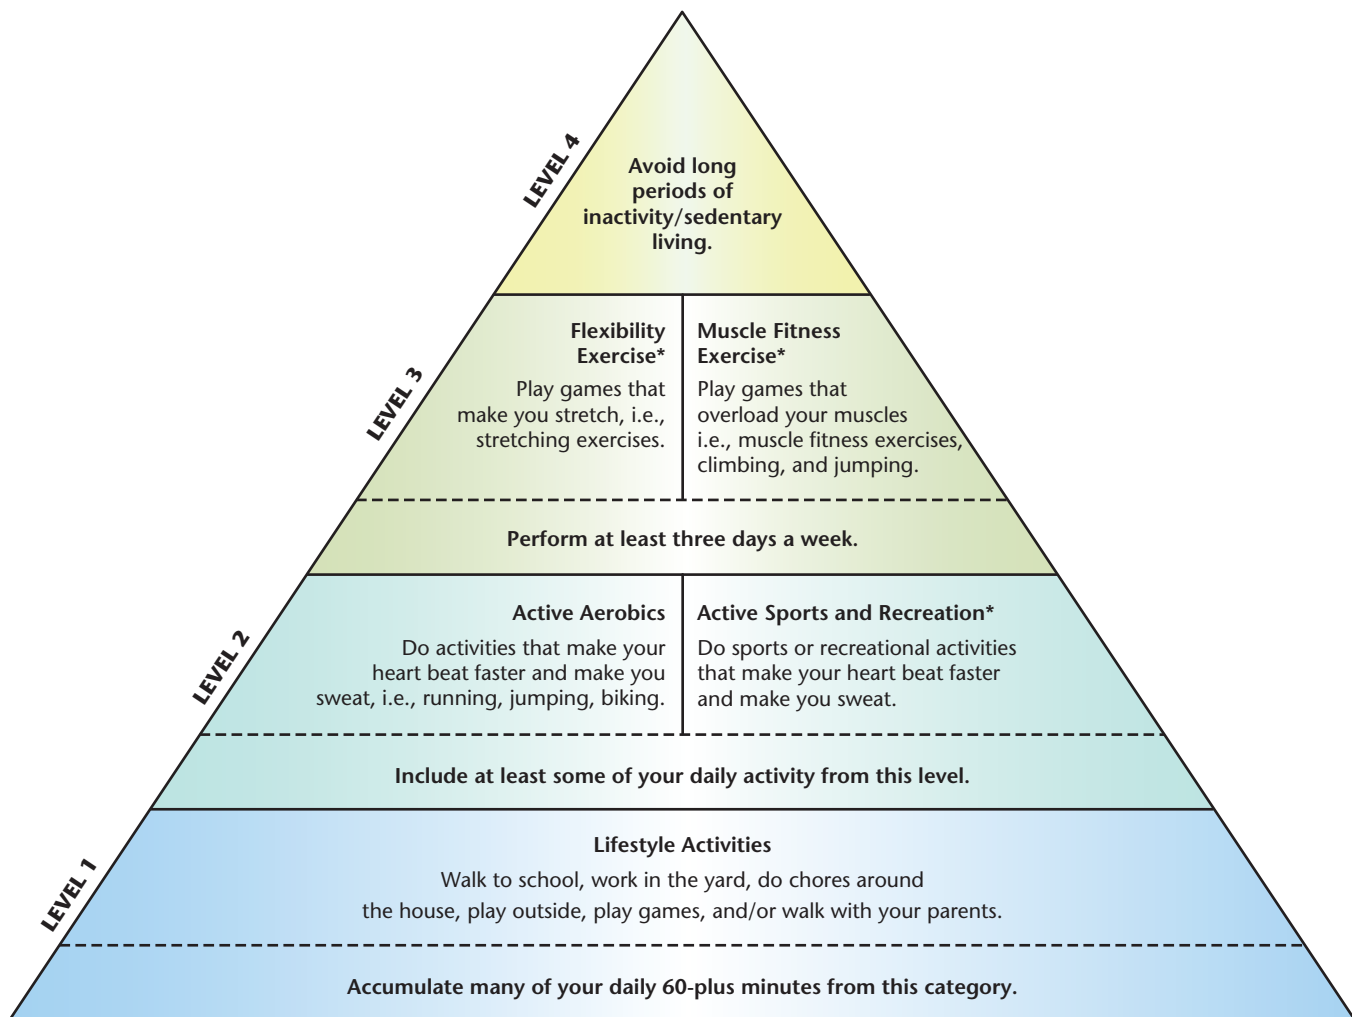 LEVEL 4
Avoid long
periods of
inactivity/sedentary
living.
LEVEL 3
Flexibility
Exercise*
Play games that
make you stretch, i.e.,
stretching exercises.
Muscle Fitness
Exercise*
Play games that
overload your muscles
i.e., muscle fitness exercises,
climbing, and jumping.
Perform at least three days a week.
LEVEL 2
Active Aerobics
Do activities that make your
heart beat faster and make you
sweat, i.e., running, jumping, biking.
Active Sports and Recreation*
Do sports or recreational activities
that make your heart beat faster
and make you sweat.
Include at least some of your daily activity from this level.
LEVEL 1
Lifestyle Activities
Walk to school, work in the yard, do chores around
the house, play outside, play games, and/or walk with your parents.
Accumulate many of your daily 60-plus minutes from this category.